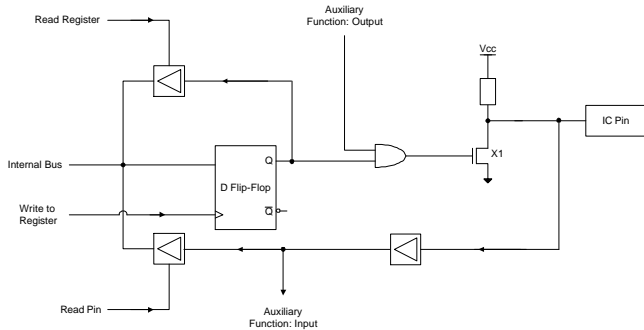 Read Register
Auxiliary
Function: Output
Vcc
IC Pin
X1
Internal Bus
Q
D Flip-Flop
Q
Write to
Register
Read Pin
Auxiliary
Function: Input